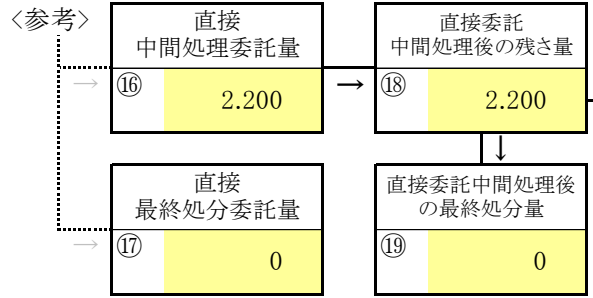 〈参考〉
直接
中間処理委託量
⑯
2.200
→
直接委託
中間処理後の残さ量
⑱
2.200
→
↓
直接
最終処分委託量
⑰
0
→
直接委託中間処理後
の最終処分量
⑲
0